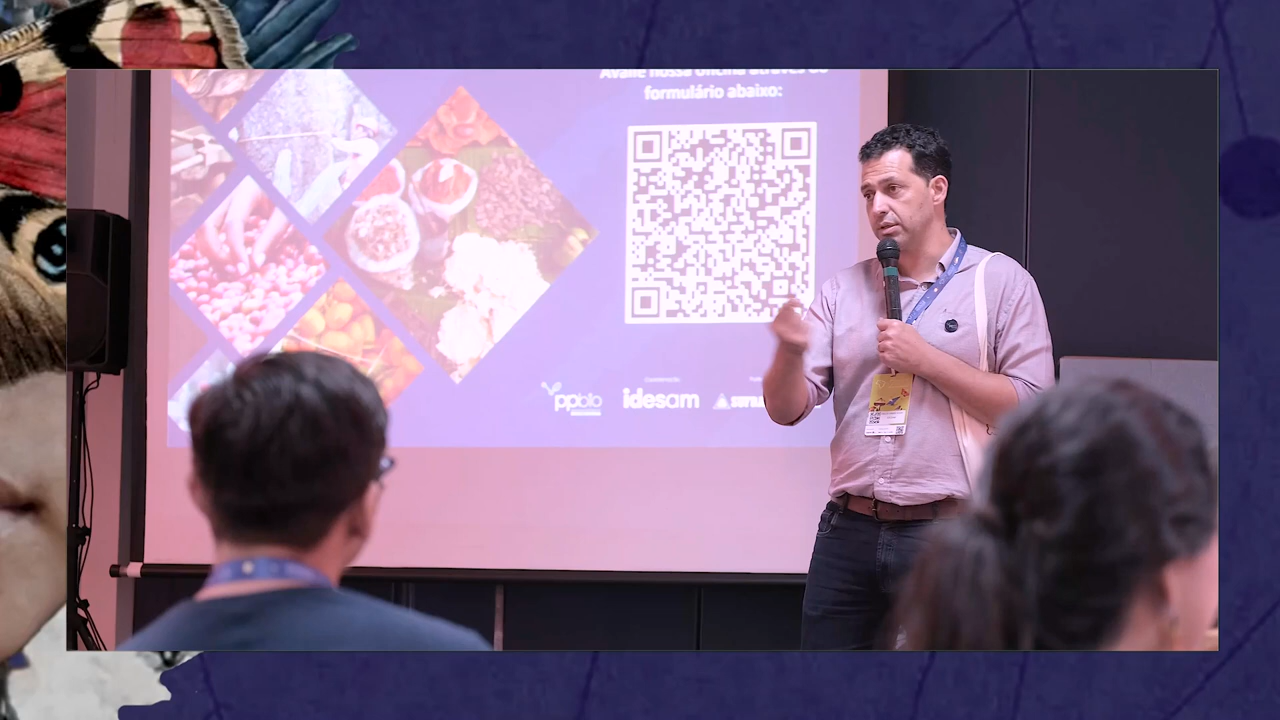 Avalie nossa oficina através do
formulário abaixo:
ppbio
idesam